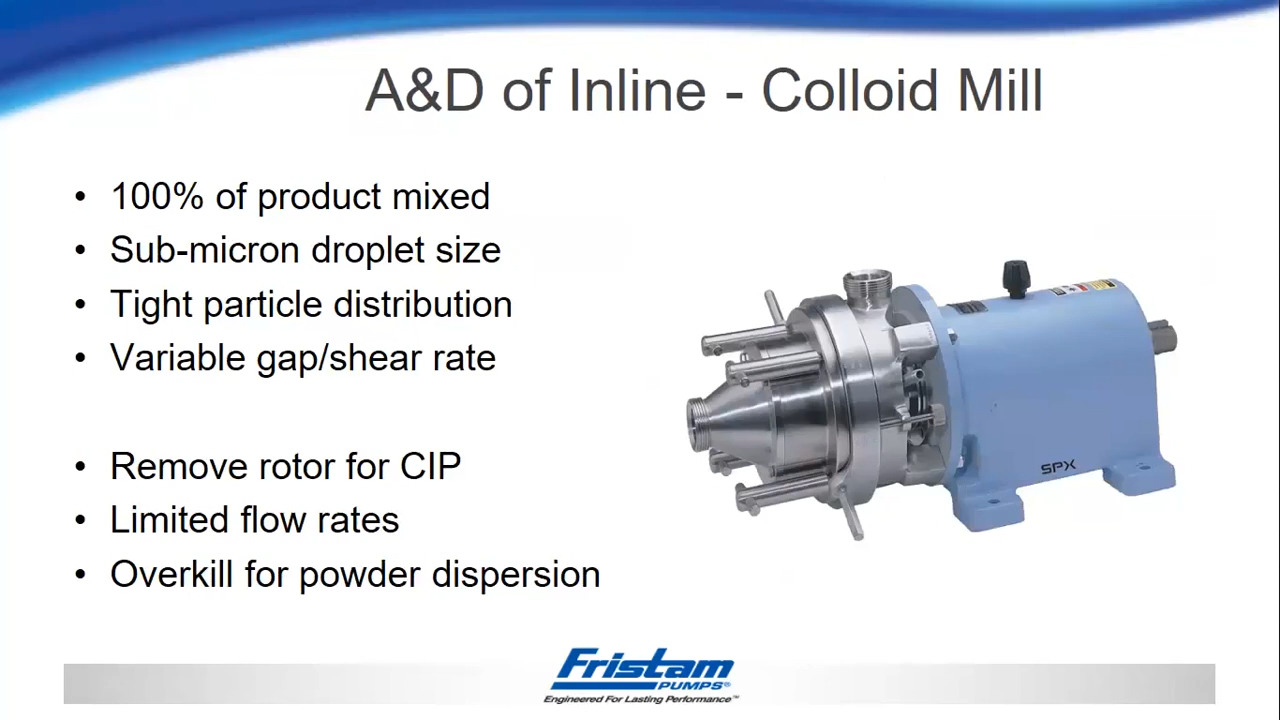 A&D of Inline - Colloid Mill
• 100% of product mixed
• Sub-micron droplet size
• Tight particle distribution
• Variable gap/shear rate
• Remove rotor for CIP
• Limited flow rates
• Overkill for powder dispersion
SPX
Fristam
PUMPS®
Engineered For Lasting Performance™